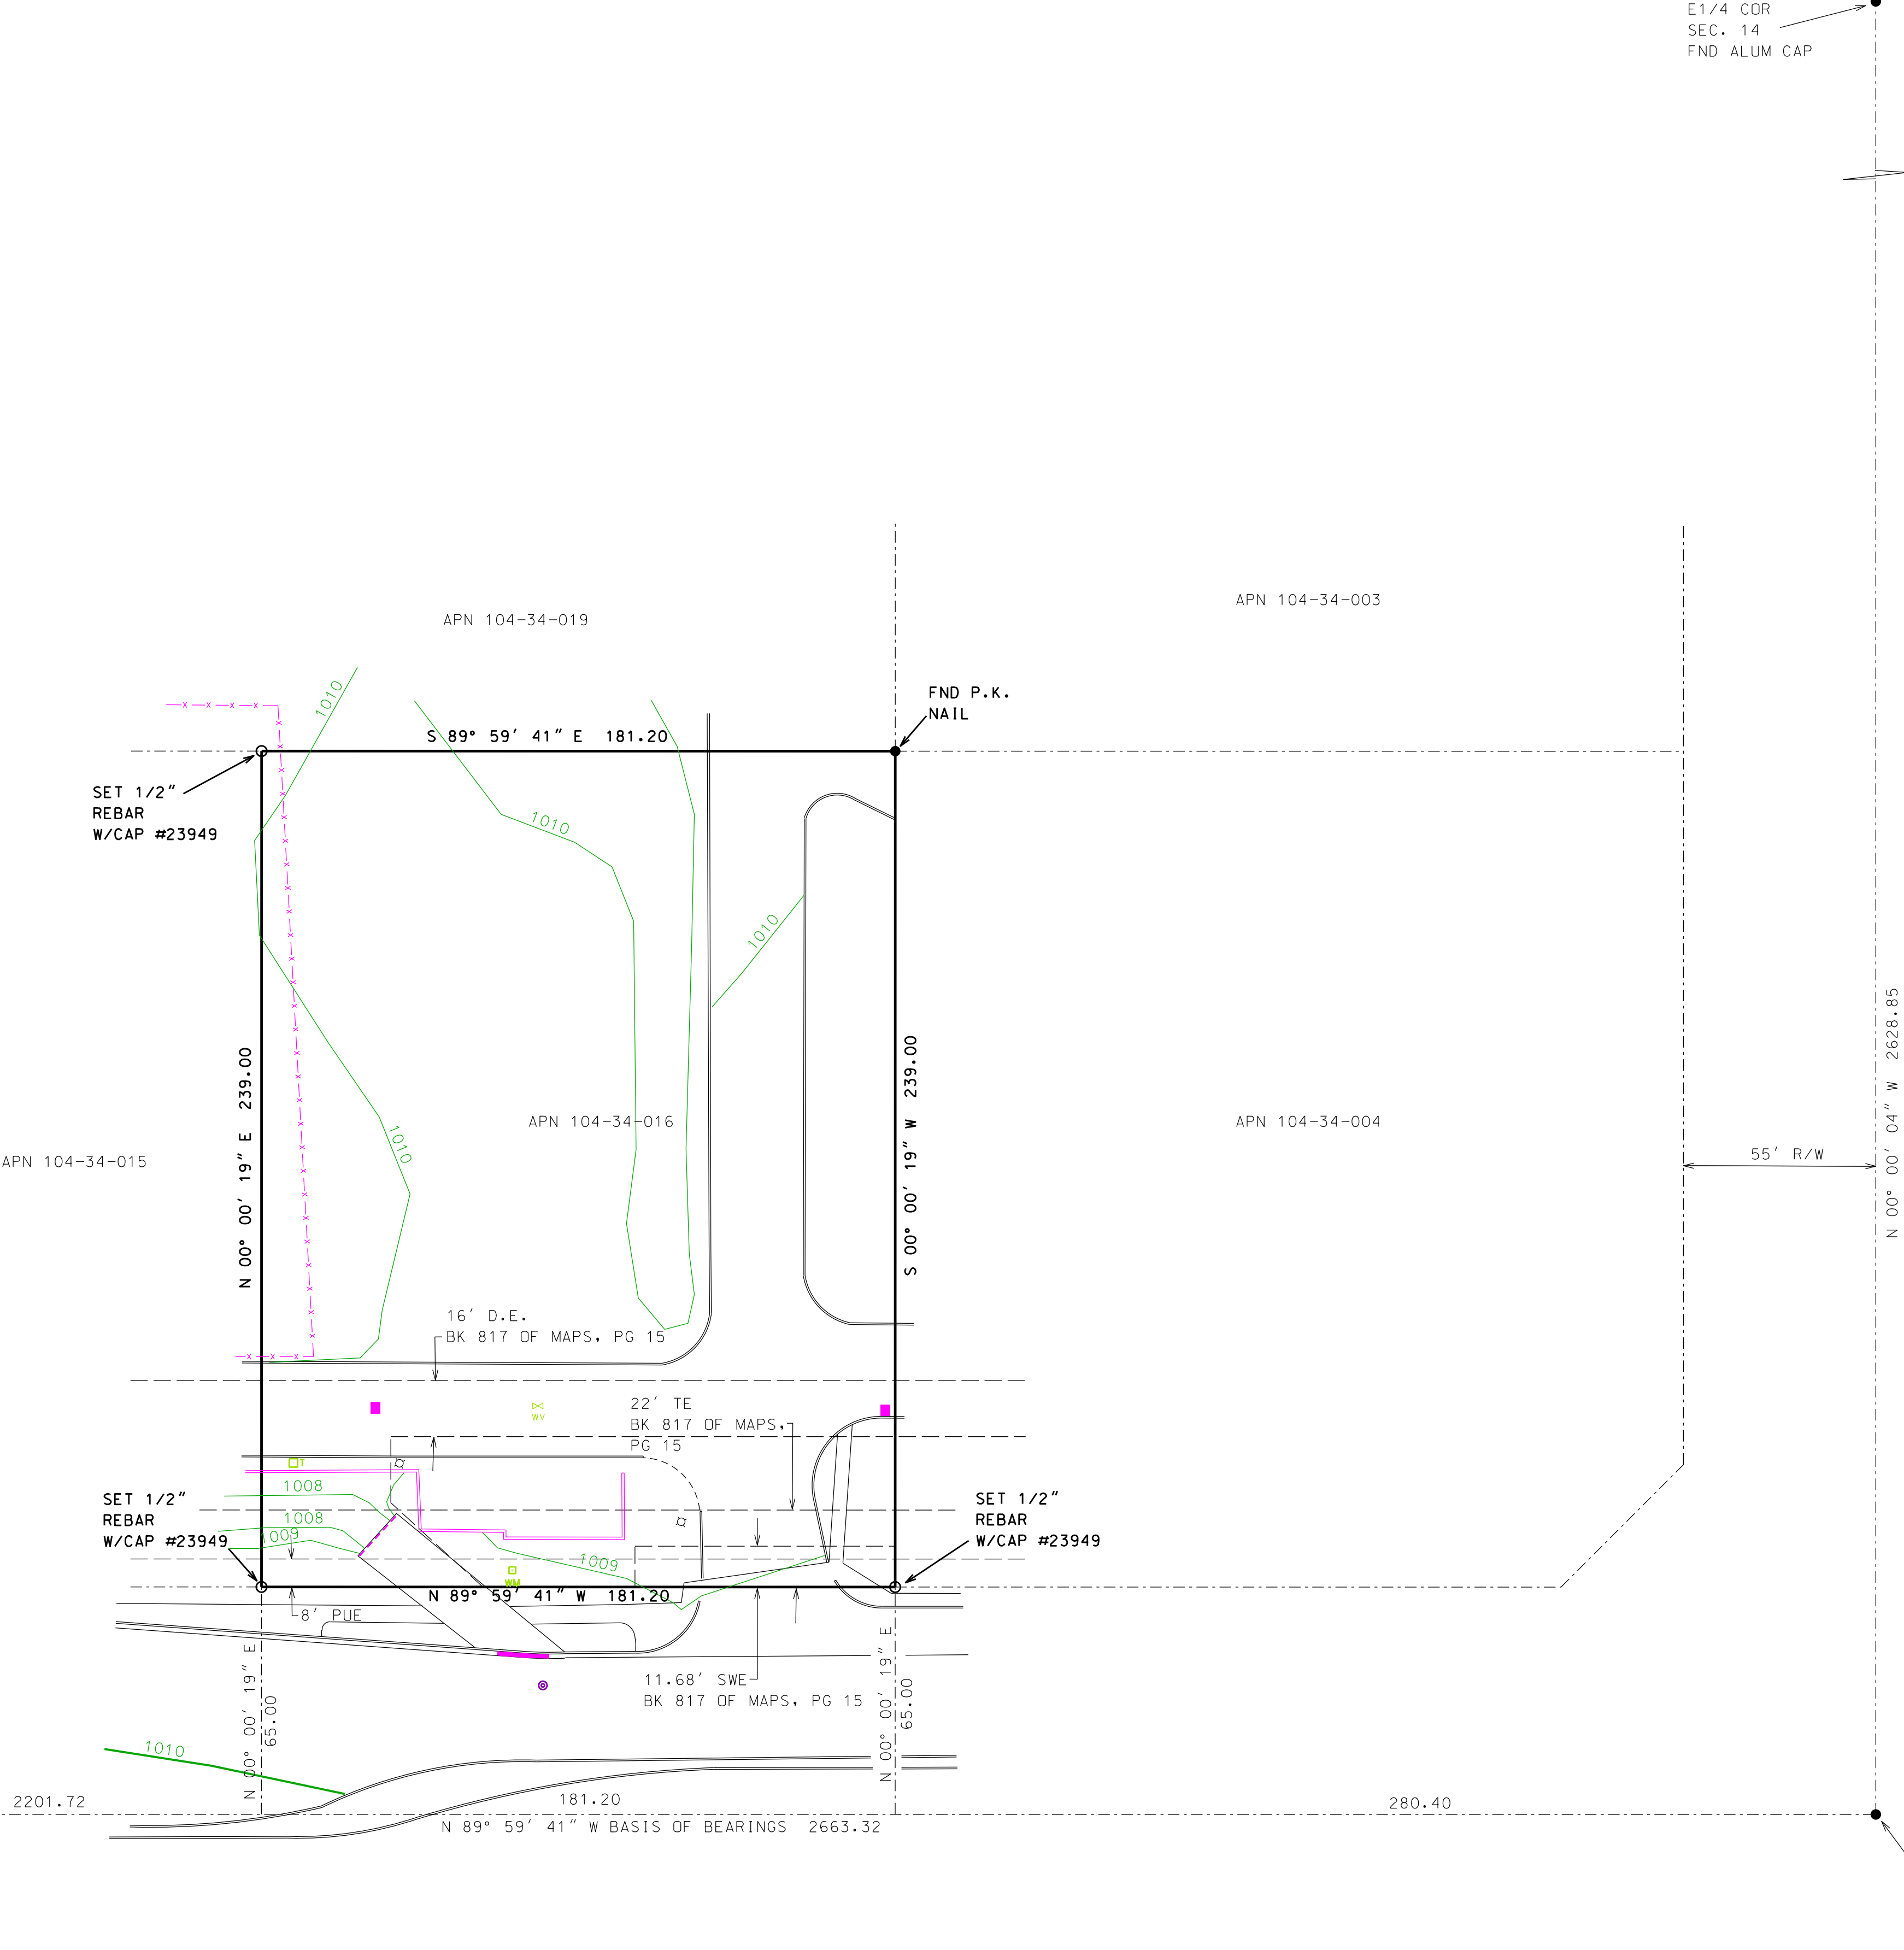 E1/4 COR
SEC. 14
FND ALUM CAP
APN 104-34-003
APN 104-34-019
1010
FND P.K.
NAIL
S 89° 59' 41" E 181.20
SET 1/2"
REBAR
W/CAP #23949
1010
1010
N 00° 00' 19" E 239.00
S 00° 00' 19" W 239.00
N 00° 00' 04" W 2628.85
APN 104-34-016
APN 104-34-004
1010
APN 104-34-015
55' R/W
16' D.E.
BK 817 OF MAPS, PG 15
22' TE
BK 817 OF MAPS,
PG 15
WV
T
1008
SET 1/2"
REBAR
W/CAP #23949
1008
1009
SET 1/2"
REBAR
W/CAP #23949
1009
WM
N 89° 59' 41" W 181.20
8' PUE
11.68' SWE
BK 817 OF MAPS, PG 15
N 00° 00' 19" E
65.00
N 00° 00' 19" E
65.00
1010
2201.72
181.20
280.40
N 89° 59' 41" W BASIS OF BEARINGS 2663.32